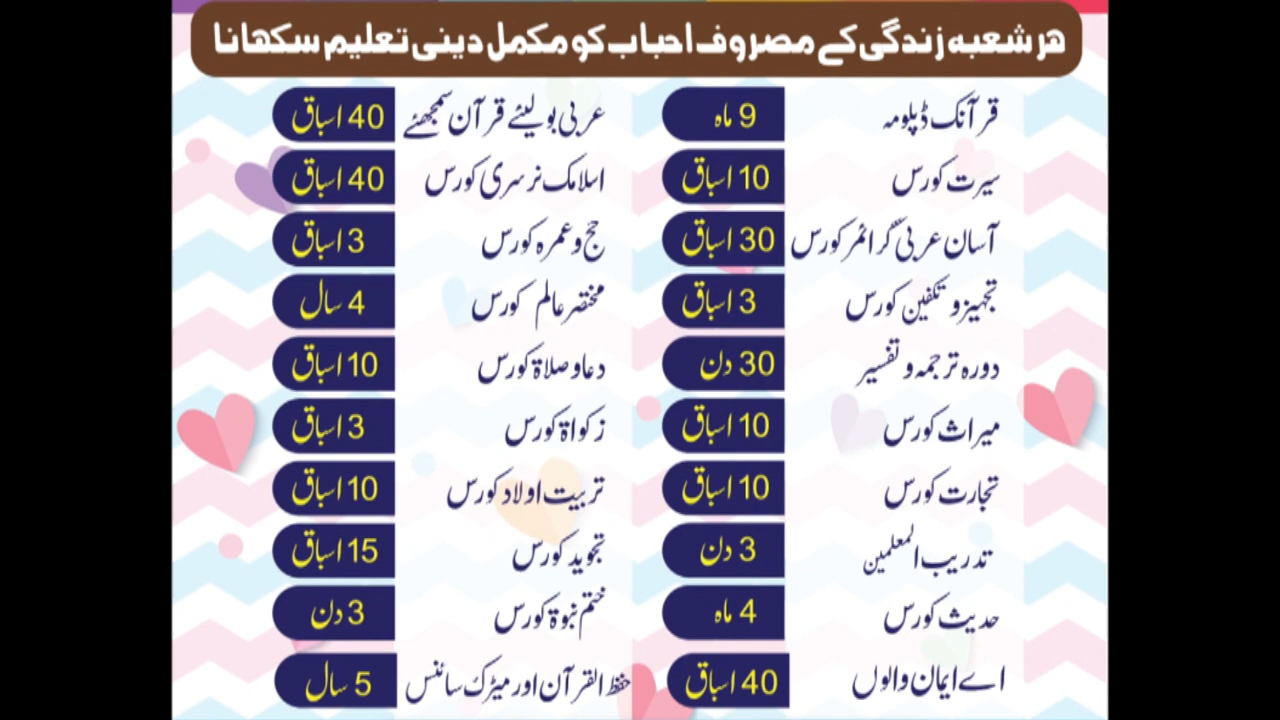 هر شعبہ زندگی کے مصروف احباب کو مکمل دینی تعلیم سکھانا
قرآنک ڈپلومہ 9 ماہ
سیرت کورس 10 اسباق
آسان عربی گرائمر کورس 30 اسباق
تجہیز و تکفین کورس 3 اسباق
دورہ ترجمہ و تفسیر 30 دن
میراث کورس 10 اسباق
تجارت کورس 10 اسباق
تدریب المعلمین 3 دن
حدیث کورس 4 ماہ
اے ایمان والوں 40 اسباق
عربی بولیئے قرآن سمجھئے 40 اسباق
اسلامک نرسری کورس 40 اسباق
حج و عمرہ کورس 3 اسباق
مختصر عالم کورس 4 سال
دعا و صلاۃ کورس 10 اسباق
زکواۃ کورس 3 اسباق
تربیت اولاد کورس 10 اسباق
تجوید کورس 15 اسباق
ختم نبوۃ کورس 3 دن
حفظ القرآن اور میڑک سائنس 5 سال